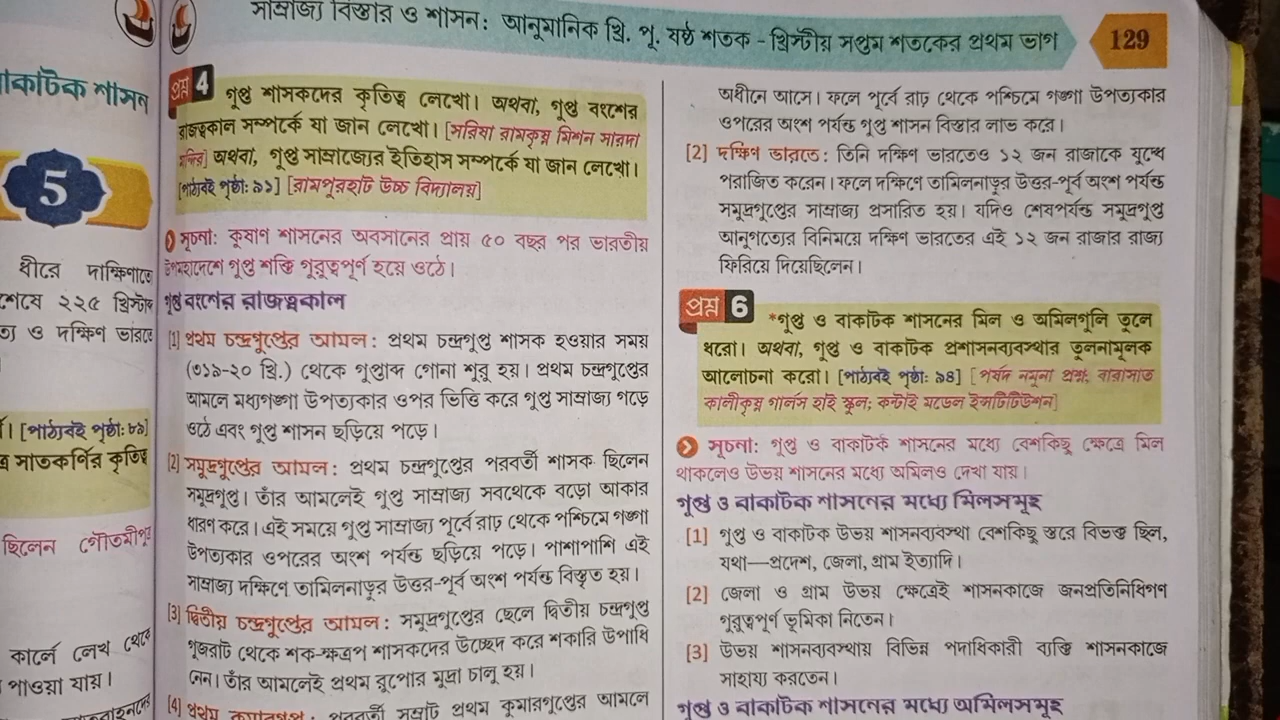 সাম্রাজ্য বিস্তার ও শাসন: আনুমানিক খ্রি. পূ. ষষ্ঠ শতক - খ্রিস্টীয় সপ্তম শতকের প্রথম ভাগ
129
শাসন
5
ধীরে দাক্ষিণাত্যে
শেষে ২২৫ খ্রিস্টাব্দ
ও দক্ষিণ ভারতে
[পাঠ্যবই পৃষ্ঠা: ৮৯]
সাতকর্ণির কৃতিত্ব
ছিলেন গৌতমীপুত্র
কার্লে লেখ থেকে
পাওয়া যায়।
প্রশ্ন 4
গুপ্ত শাসকদের কৃতিত্ব লেখো। অথবা, গুপ্ত বংশের
রাজত্বকাল সম্পর্কে যা জান লেখো। [সরিষা রামকৃষ্ণ মিশন সারদা
মন্দির] অথবা, গুপ্ত সাম্রাজ্যের ইতিহাস সম্পর্কে যা জান লেখো।
[পাঠ্যবই পৃষ্ঠা: ৯১] [রামপুরহাট উচ্চ বিদ্যালয়]
সূচনা: কুষাণ শাসনের অবসানের প্রায় ৫০ বছর পর ভারতীয়
উপমহাদেশে গুপ্ত শক্তি গুরুত্বপূর্ণ হয়ে ওঠে।
গুপ্ত বংশের রাজত্বকাল
[1] প্রথম চন্দ্রগুপ্তের আমল: প্রথম চন্দ্রগুপ্ত শাসক হওয়ার সময়
(৩১৯-২০ খ্রি.) থেকে গুপ্তাব্দ গোনা শুরু হয়। প্রথম চন্দ্রগুপ্তের
আমলে মধ্যগঙ্গা উপত্যকার ওপর ভিত্তি করে গুপ্ত সাম্রাজ্য গড়ে
ওঠে এবং গুপ্ত শাসন ছড়িয়ে পড়ে।
[2] সমুদ্রগুপ্তের আমল: প্রথম চন্দ্রগুপ্তের পরবর্তী শাসক ছিলেন
সমুদ্রগুপ্ত। তাঁর আমলেই গুপ্ত সাম্রাজ্য সবথেকে বড়ো আকার
ধারণ করে। এই সময়ে গুপ্ত সাম্রাজ্য পূর্বে রাঢ় থেকে পশ্চিমে গঙ্গা
উপত্যকার ওপরের অংশ পর্যন্ত ছড়িয়ে পড়ে। পাশাপাশি এই
সাম্রাজ্য দক্ষিণে তামিলনাড়ুর উত্তর-পূর্ব অংশ পর্যন্ত বিস্তৃত হয়।
[3] দ্বিতীয় চন্দ্রগুপ্তের আমল: সমুদ্রগুপ্তের ছেলে দ্বিতীয় চন্দ্রগুপ্ত
গুজরাট থেকে শক-ক্ষত্রপ শাসকদের উচ্ছেদ করে শকারি উপাধি
নেন। তাঁর আমলেই প্রথম রুপোর মুদ্রা চালু হয়।
[4] প্রথম কুমারগুপ্ত: পরবর্তী সম্রাট প্রথম কুমারগুপ্তের আমলে
অধীনে আসে। ফলে পূর্বে রাঢ় থেকে পশ্চিমে গঙ্গা উপত্যকার
ওপরের অংশ পর্যন্ত গুপ্ত শাসন বিস্তার লাভ করে।
[2] দক্ষিণ ভারতে: তিনি দক্ষিণ ভারতেও ১২ জন রাজাকে যুদ্ধে
পরাজিত করেন। ফলে দক্ষিণে তামিলনাড়ুর উত্তর-পূর্ব অংশ পর্যন্ত
সমুদ্রগুপ্তের সাম্রাজ্য প্রসারিত হয়। যদিও শেষপর্যন্ত সমুদ্রগুপ্ত
আনুগত্যের বিনিময়ে দক্ষিণ ভারতের এই ১২ জন রাজার রাজ্য
ফিরিয়ে দিয়েছিলেন।
প্রশ্ন 6
*গুপ্ত ও বাকাটক শাসনের মিল ও অমিলগুলি তুলে
ধরো। অথবা, গুপ্ত ও বাকাটক প্রশাসনব্যবস্থার তুলনামূলক
আলোচনা করো। [পাঠ্যবই পৃষ্ঠা: ৯৪] [পর্ষদ নমুনা প্রশ্ন; বারাসাত
কালীকৃষ্ণ গার্লস হাই স্কুল; কন্টাই মডেল ইন্সটিটিউশন]
সূচনা: গুপ্ত ও বাকাটক শাসনের মধ্যে বেশকিছু ক্ষেত্রে মিল
থাকলেও উভয় শাসনের মধ্যে অমিলও দেখা যায়।
গুপ্ত ও বাকাটক শাসনের মধ্যে মিলসমূহ
[1] গুপ্ত ও বাকাটক উভয় শাসনব্যবস্থা বেশকিছু স্তরে বিভক্ত ছিল,
যথা—প্রদেশ, জেলা, গ্রাম ইত্যাদি।
[2] জেলা ও গ্রাম উভয় ক্ষেত্রেই শাসনকাজে জনপ্রতিনিধিগণ
গুরুত্বপূর্ণ ভূমিকা নিতেন।
[3] উভয় শাসনব্যবস্থায় বিভিন্ন পদাধিকারী ব্যক্তি শাসনকাজে
সাহায্য করতেন।
গুপ্ত ও বাকাটক শাসনের মধ্যে অমিলসমূহ